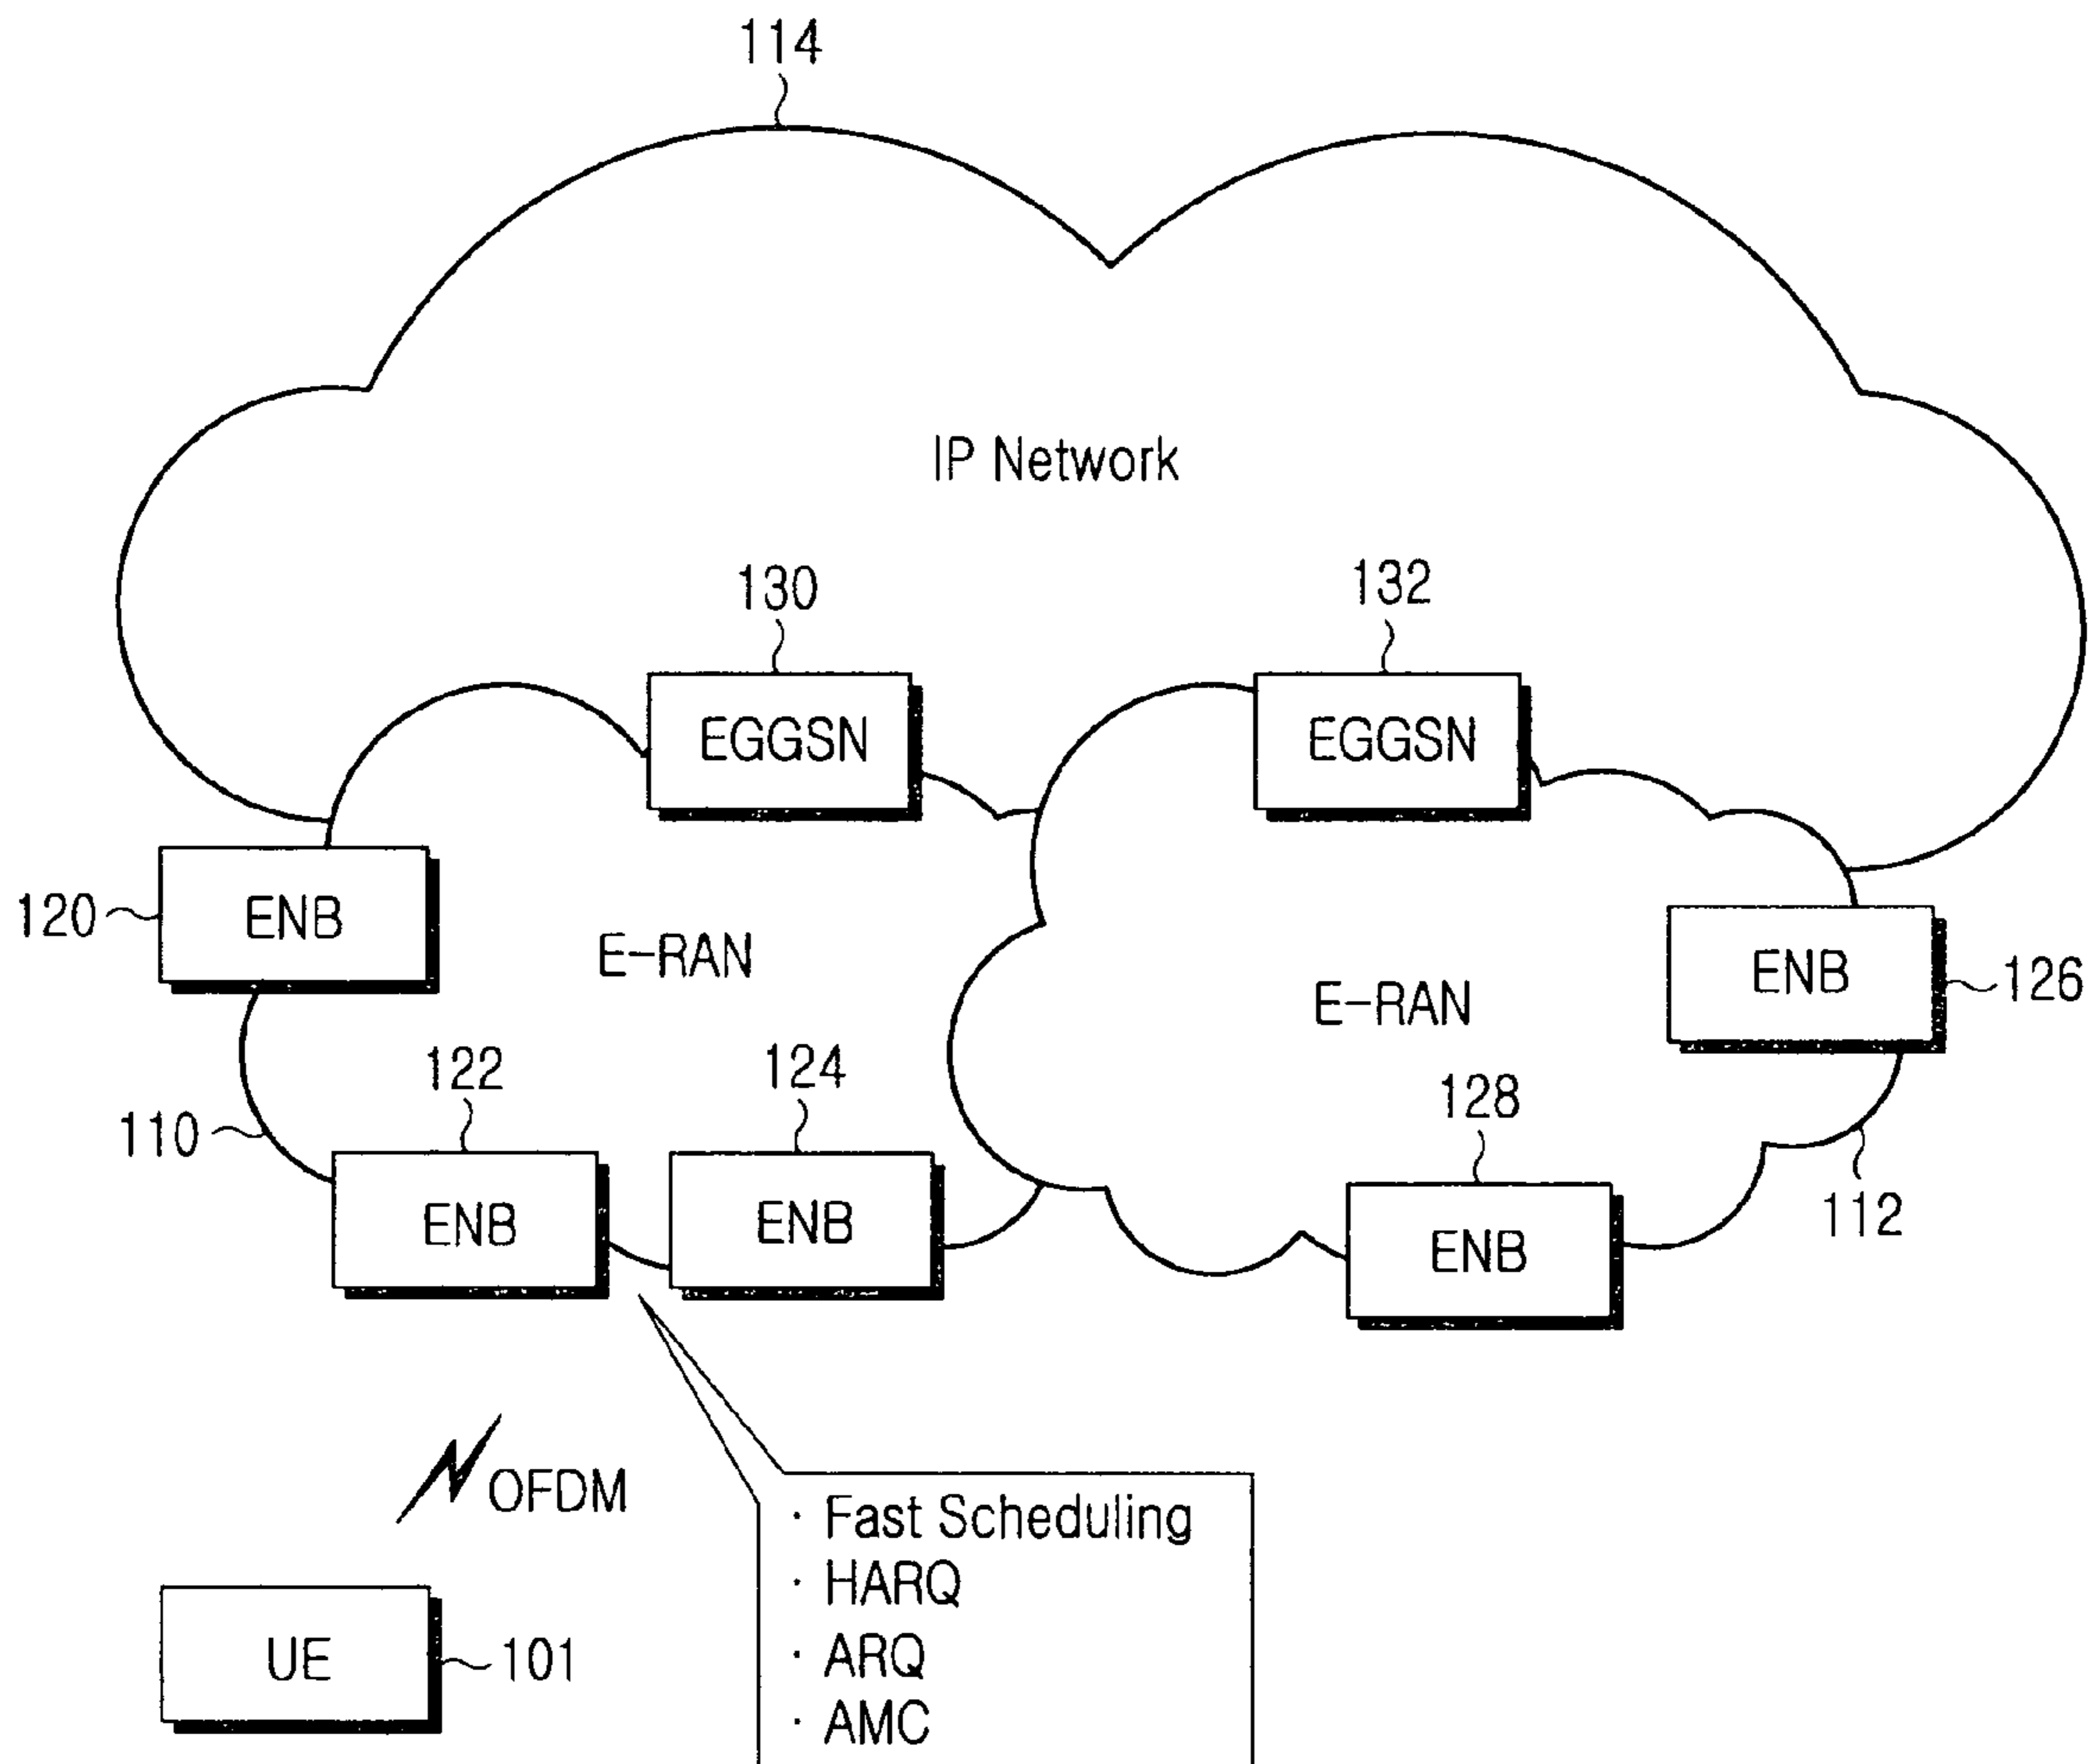 114
IP Network
130
132
EGGSN
EGGSN
120
ENB
E-RAN
E-RAN
ENB
126
110
122
124
128
112
ENB
ENB
ENB
OFDM
· Fast Scheduling
· HARQ
· ARQ
· AMC
UE
101